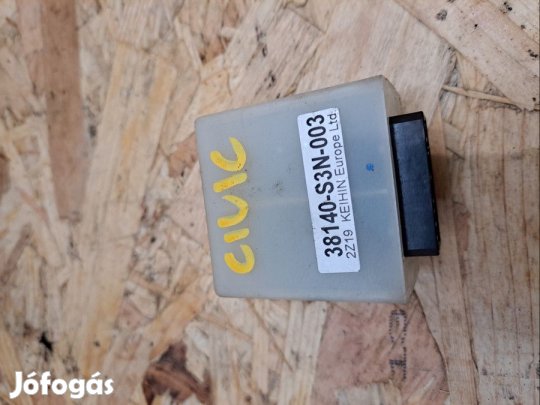 CIVIC
38140-S3N-003
2Z19 KEIHIN Europe Ltd.
Jófogás